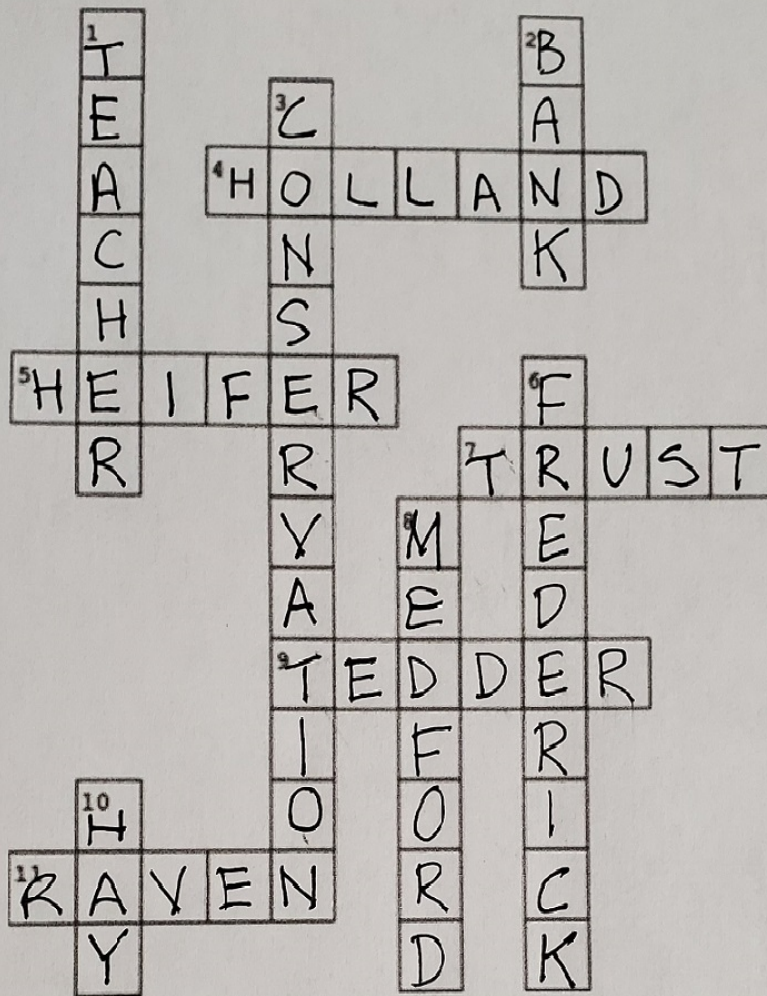 1 TEACHER
2 BANK
3 CONSERVATION
4 HOLLAND
5 HEIFER
6 FREDERICK
7 TRUST
8 MEDFORD
9 TEDDER
10 HAY
11 RAVEN